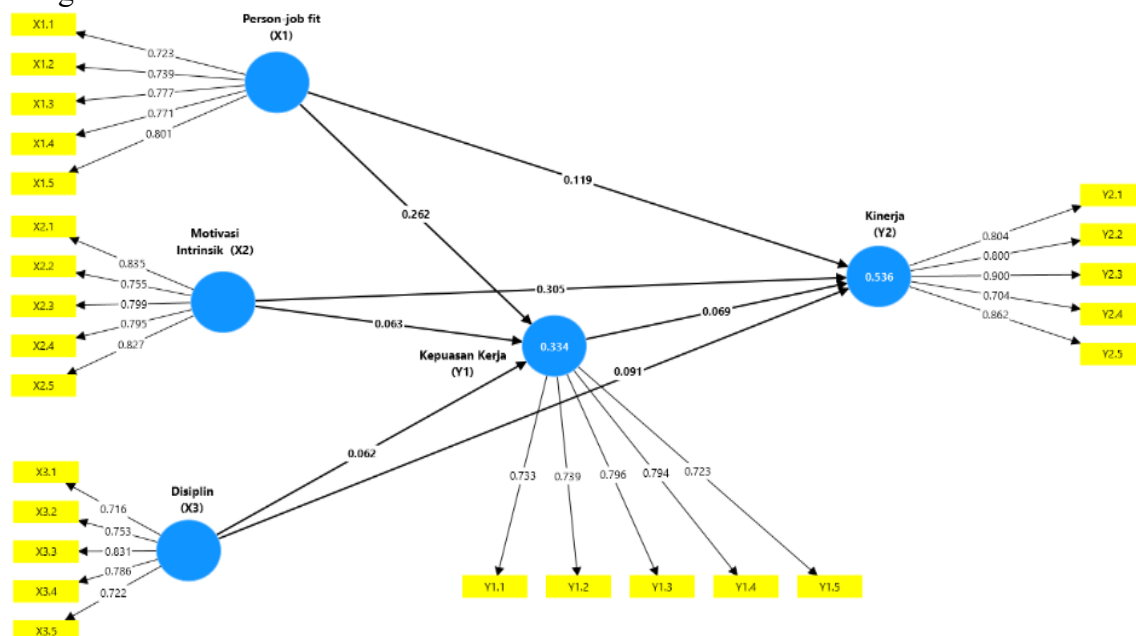 Person-job fit
(X1)
X1.1
X1.2
X1.3
X1.4
X1.5
0.723
0.739
0.777
0.771
0.801
0.119
0.262
Motivasi
Intrinsik (X2)
X2.1
X2.2
X2.3
X2.4
X2.5
0.835
0.755
0.799
0.795
0.827
0.305
0.063
Kinerja
(Y2)
0.536
Y2.1
Y2.2
Y2.3
Y2.4
Y2.5
0.804
0.800
0.900
0.704
0.862
0.069
0.334
Kepuasan Kerja
(Y1)
0.091
0.062
Disiplin
(X3)
X3.1
X3.2
X3.3
X3.4
X3.5
0.716
0.753
0.831
0.786
0.722
0.733
0.739
0.796
0.794
0.723
Y1.1
Y1.2
Y1.3
Y1.4
Y1.5